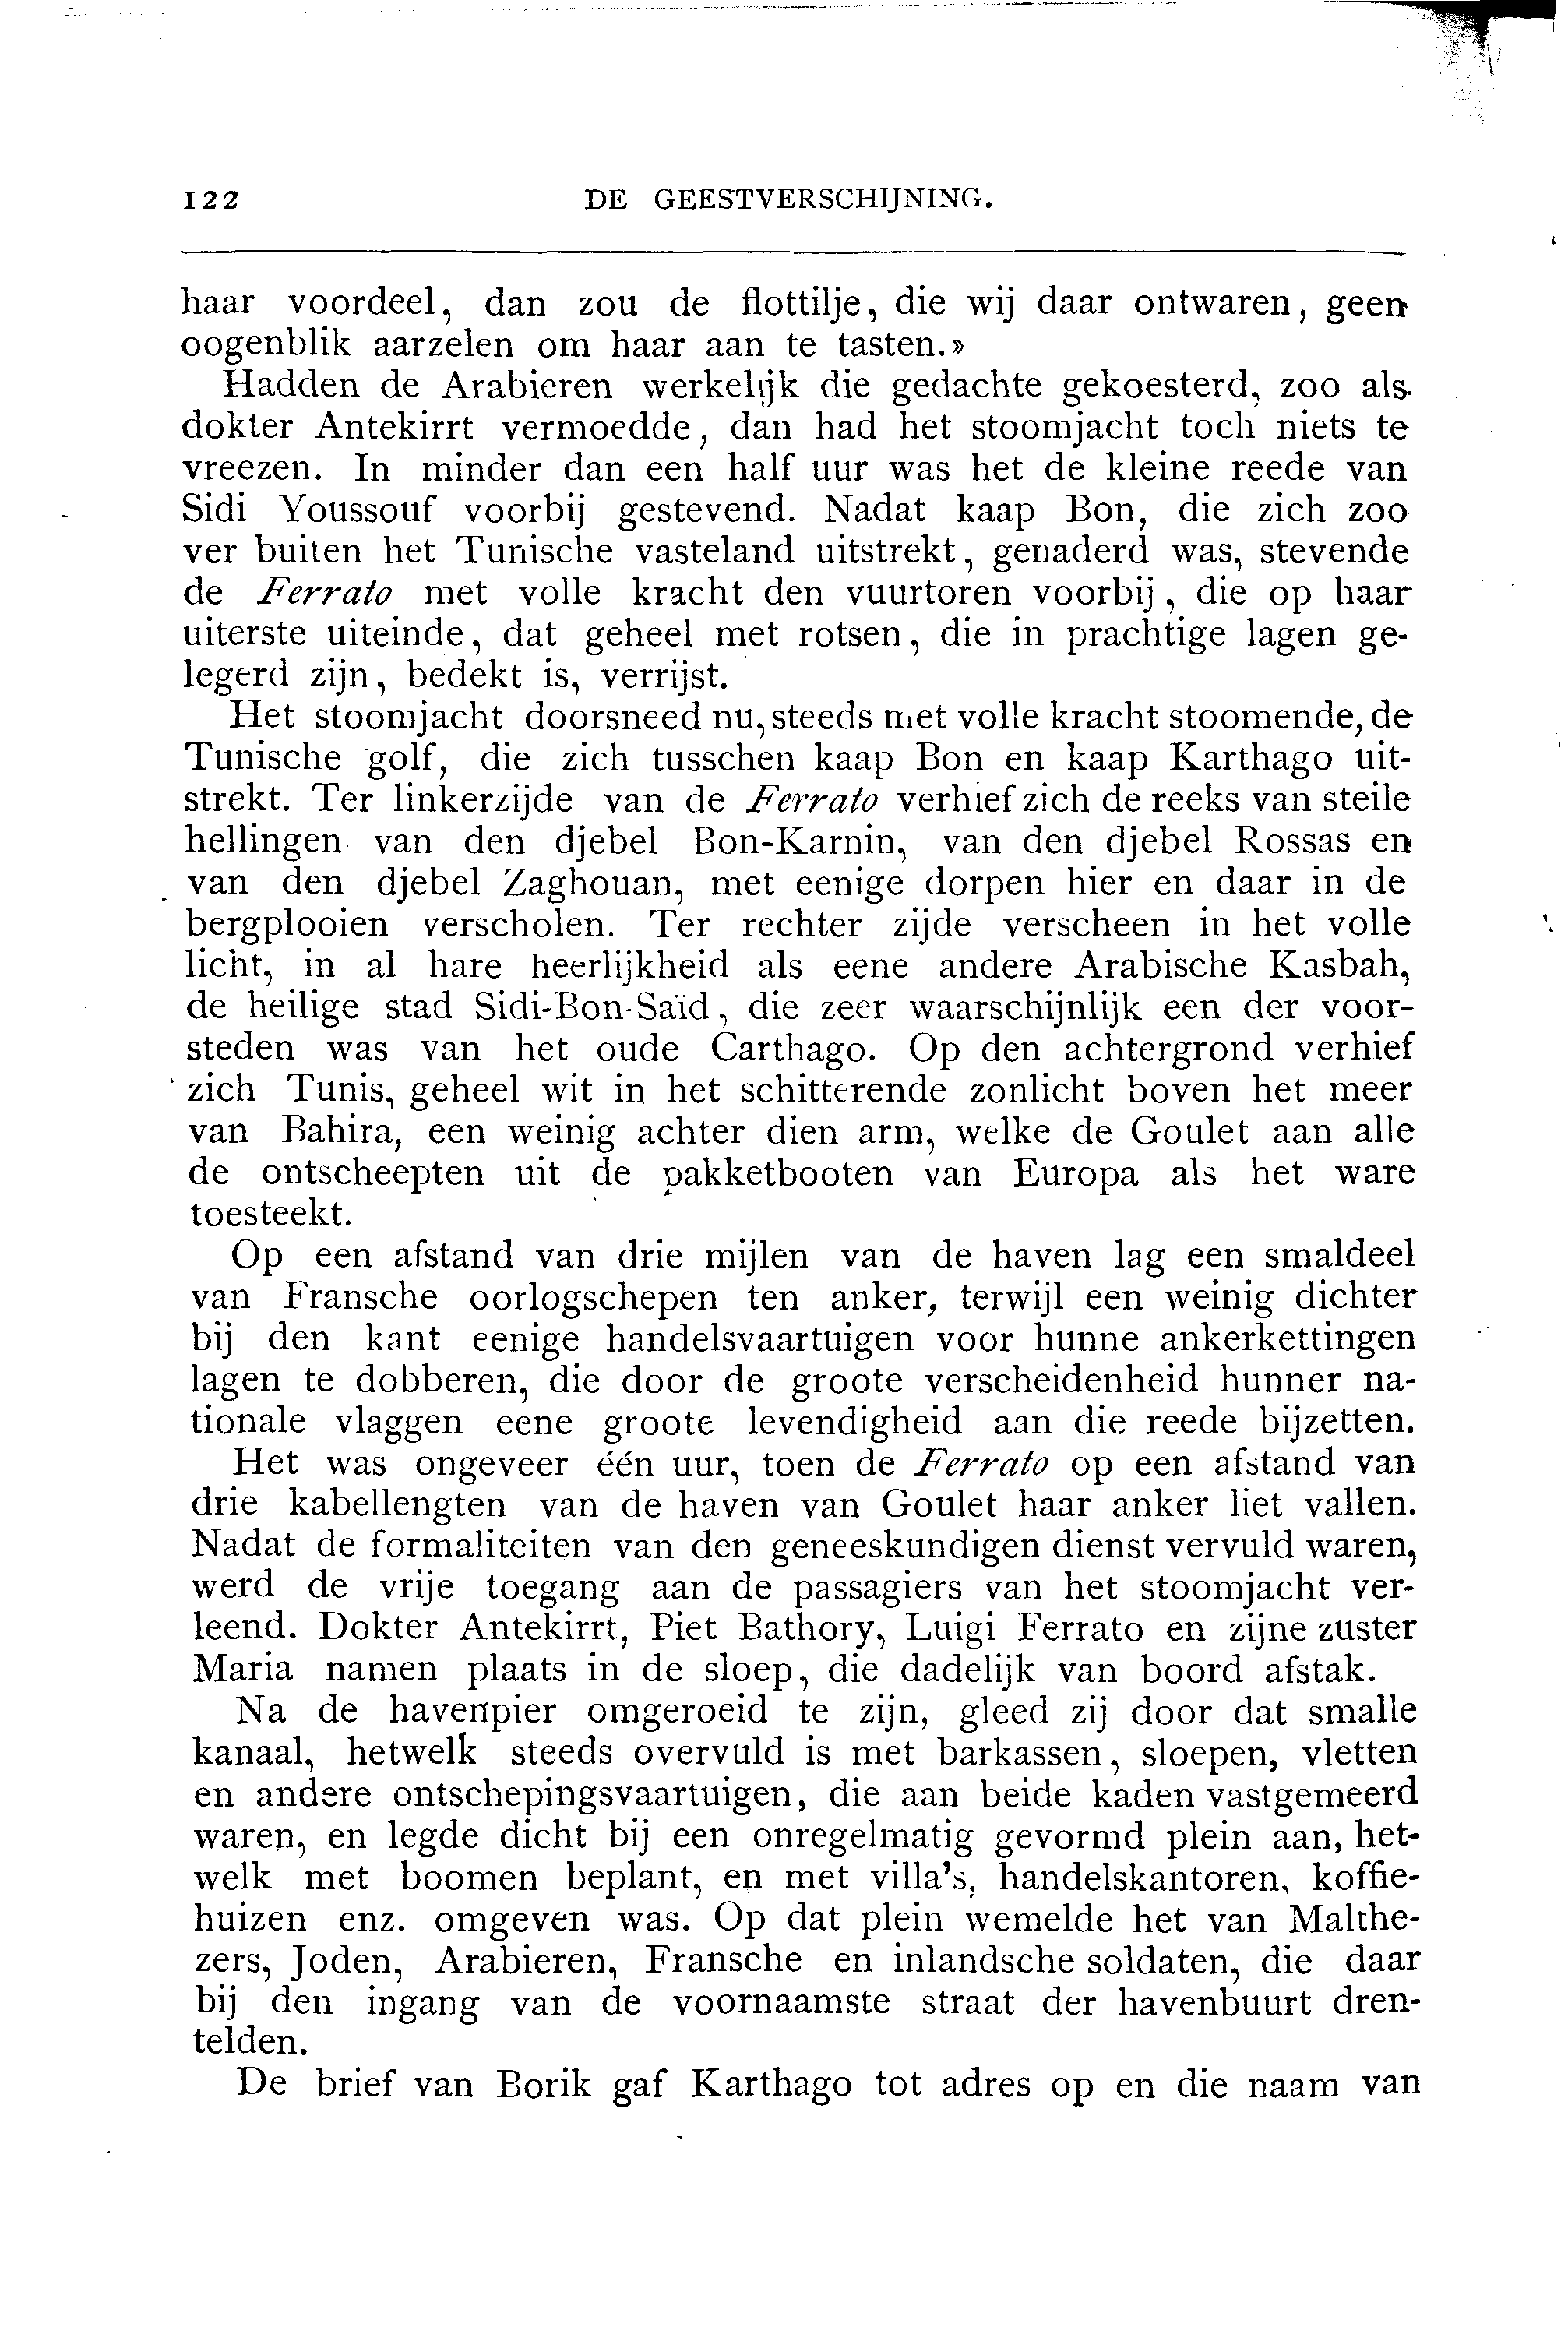 122 DE GEESTVERSCHIJNING.
haar voordeel, dan zou de flottilje, die wij daar ontwaren, geen
oogenblik aarzelen om haar aan te tasten.»
Hadden de Arabieren werkelijk die gedachte gekoesterd, zoo als
dokter Antekirrt vermoedde, dan had het stoomjacht toch niets te
vreezen. In minder dan een half uur was het de kleine reede van
Sidi Youssouf voorbij gestevend. Nadat kaap Bon, die zich zoo
ver buiten het Tunische vasteland uitstrekt, genaderd was, stevende
de Ferrato met volle kracht den vuurtoren voorbij, die op haar
uiterste uiteinde, dat geheel met rotsen, die in prachtige lagen ge-
legerd zijn, bedekt is, verrijst.
Het stoomjacht doorsneed nu, steeds met volle kracht stoomende, de
Tunische golf, die zich tusschen kaap Bon en kaap Karthago uit-
strekt. Ter linkerzijde van de Ferrato verhief zich de reeks van steile
hellingen van den djebel Bon-Karnin, van den djebel Rossas en
van den djebel Zaghouan, met eenige dorpen hier en daar in de
bergplooien verscholen. Ter rechter zijde verscheen in het volle
licht, in al hare heerlijkheid als eene andere Arabische Kasbah,
de heilige stad Sidi-Bon-Saïd, die zeer waarschijnlijk een der voor-
steden was van het oude Carthago. Op den achtergrond verhief
zich Tunis, geheel wit in het schitterende zonlicht boven het meer
van Bahira, een weinig achter dien arm, welke de Goulet aan alle
de ontscheepten uit de pakketbooten van Europa als het ware
toesteekt.
Op een afstand van drie mijlen van de haven lag een smaldeel
van Fransche oorlogschepen ten anker, terwijl een weinig dichter
bij den kant eenige handelsvaartuigen voor hunne ankerkettingen
lagen te dobberen, die door de groote verscheidenheid hunner na-
tionale vlaggen eene groote levendigheid aan die reede bijzetten.
Het was ongeveer één uur, toen de Ferrato op een afstand van
drie kabellengten van de haven van Goulet haar anker liet vallen.
Nadat de formaliteiten van den geneeskundigen dienst vervuld waren,
werd de vrije toegang aan de passagiers van het stoomjacht ver-
leend. Dokter Antekirrt, Piet Bathory, Luigi Ferrato en zijne zuster
Maria namen plaats in de sloep, die dadelijk van boord afstak.
Na de havenpier omgeroeid te zijn, gleed zij door dat smalle
kanaal, hetwelk steeds overvuld is met barkassen, sloepen, vletten
en andere ontschepingsvaartuigen, die aan beide kaden vastgemeerd
waren, en legde dicht bij een onregelmatig gevormd plein aan, het-
welk met boomen beplant, en met villa's, handelskantoren, koffie-
huizen enz. omgeven was. Op dat plein wemelde het van Malthe-
zers, Joden, Arabieren, Fransche en inlandsche soldaten, die daar
bij den ingang van de voornaamste straat der havenbuurt dren-
telden.
De brief van Borik gaf Karthago tot adres op en die naam van